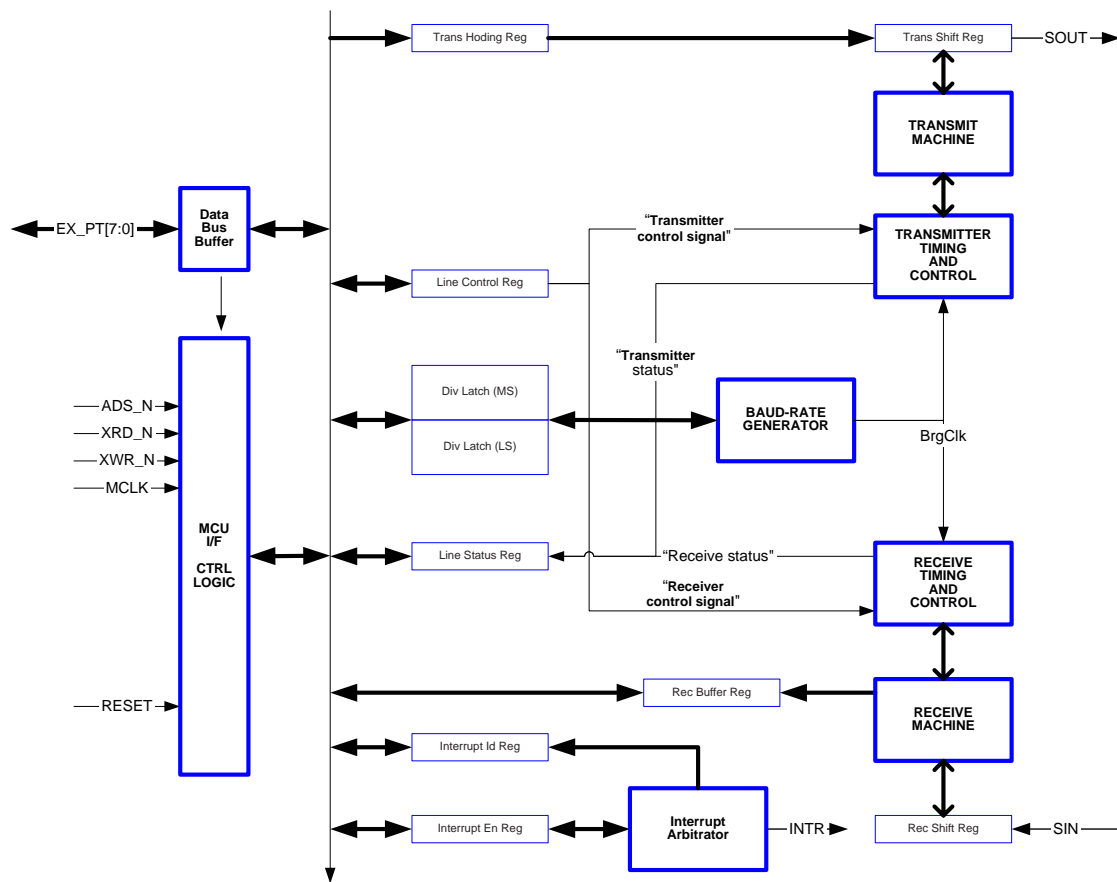 Trans Hoding Reg
Trans Shift Reg
SOUT
TRANSMIT
MACHINE
EX_PT[7:0]
Data
Bus
Buffer
“Transmitter
control signal”
TRANSMITTER
TIMING
AND
CONTROL
Line Control Reg
“Transmitter
status”
Div Latch (MS)
Div Latch (LS)
BAUD-RATE
GENERATOR
BrgClk
ADS_N
XRD_N
XWR_N
MCLK
MCU
I/F
CTRL
LOGIC
RESET
Line Status Reg
“Receive status”
“Receiver
control signal”
RECEIVE
TIMING
AND
CONTROL
Rec Buffer Reg
RECEIVE
MACHINE
Interrupt Id Reg
Interrupt En Reg
Interrupt
Arbitrator
INTR
Rec Shift Reg
SIN